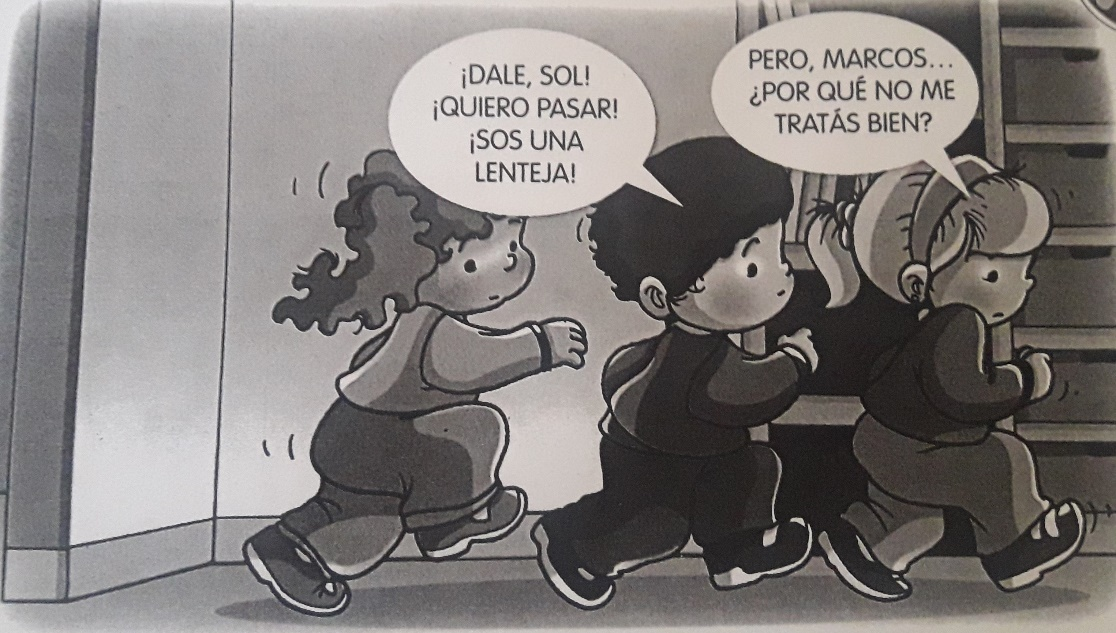 ¡DALE, SOL!
¡QUIERO PASAR!
¡SOS UNA
LENTEJA!
PERO, MARCOS...
¿POR QUÉ NO ME
TRATÁS BIEN?